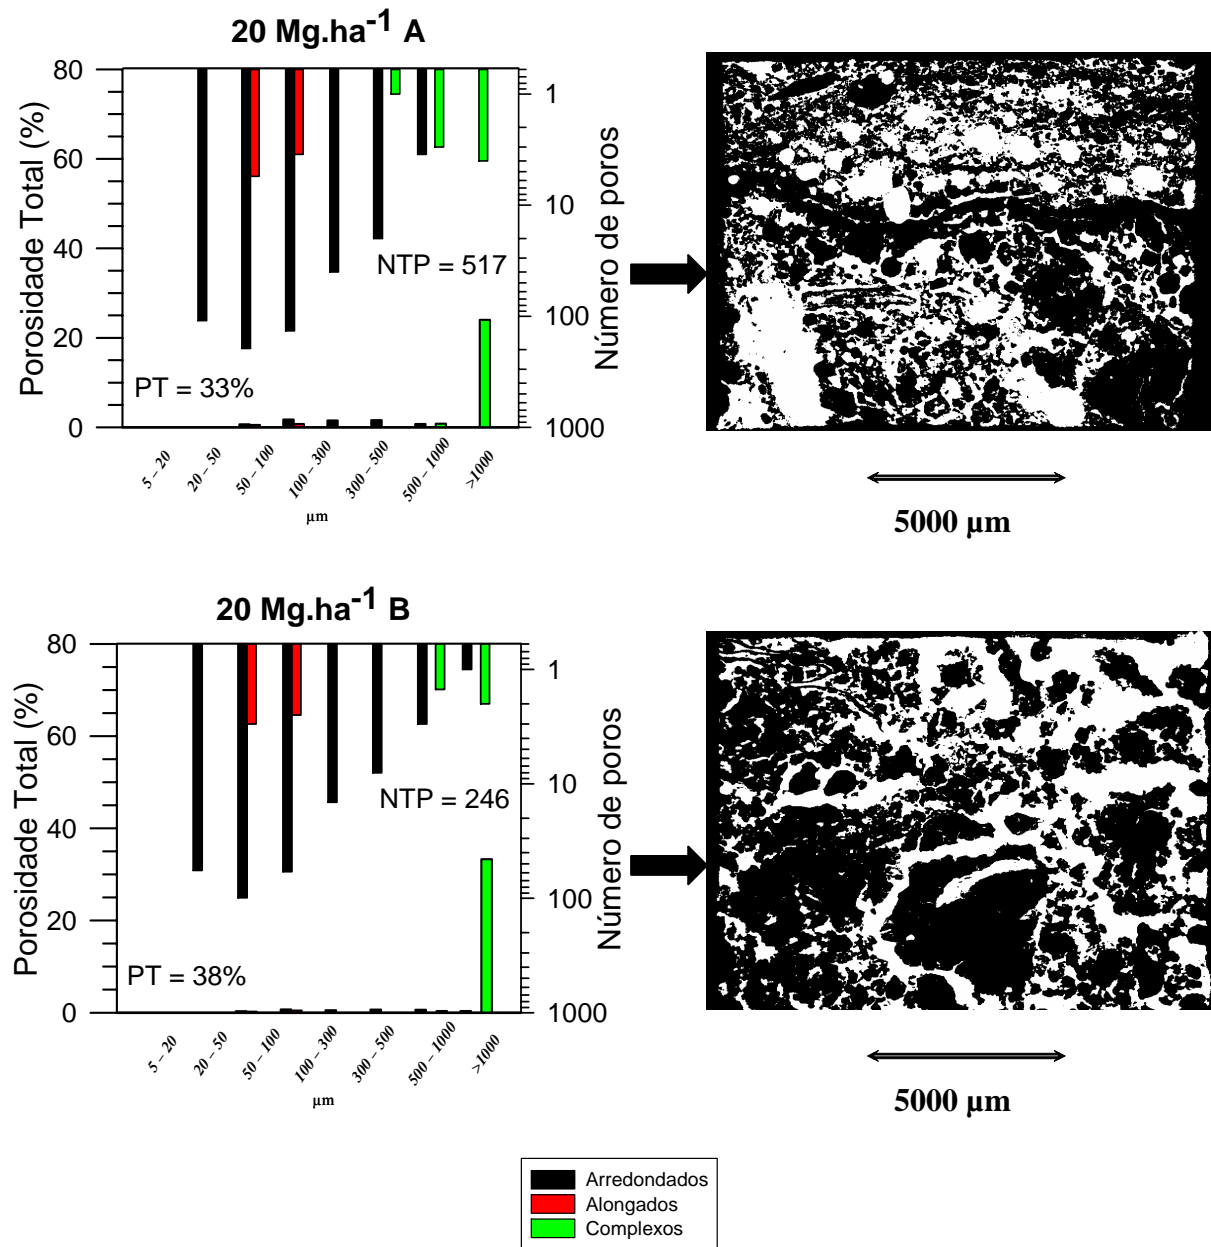 20 Mg.ha⁻¹ A
Porosidade Total (%)
80
60
40
20
0
NTP = 517
PT = 33%
1
10
100
1000
Número de poros
5 – 20
20 – 50
50 – 100
100 – 300
300 – 500
500 – 1000
>1000
µm
5000 µm
20 Mg.ha⁻¹ B
Porosidade Total (%)
80
60
40
20
0
NTP = 246
PT = 38%
1
10
100
1000
Número de poros
5 – 20
20 – 50
50 – 100
100 – 300
300 – 500
500 – 1000
>1000
µm
5000 µm
Arredondados
Alongados
Complexos